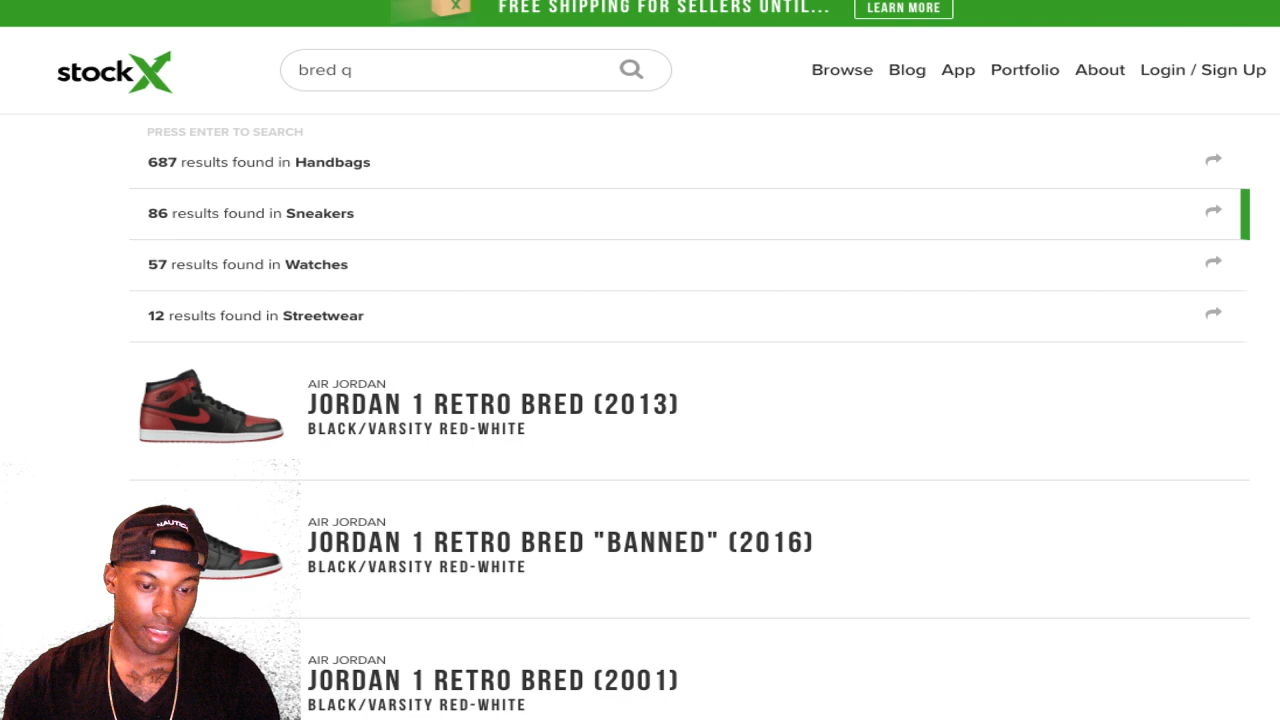 FREE SHIPPING FOR SELLERS UNTIL... LEARN MORE
stockX bred q Browse Blog App Portfolio About Login / Sign Up
PRESS ENTER TO SEARCH
687 results found in Handbags
86 results found in Sneakers
57 results found in Watches
12 results found in Streetwear
AIR JORDAN
JORDAN 1 RETRO BRED (2013)
BLACK/VARSITY RED-WHITE
AIR JORDAN
JORDAN 1 RETRO BRED "BANNED" (2016)
BLACK/VARSITY RED-WHITE
NAUTICA
AIR JORDAN
JORDAN 1 RETRO BRED (2001)
BLACK/VARSITY RED-WHITE